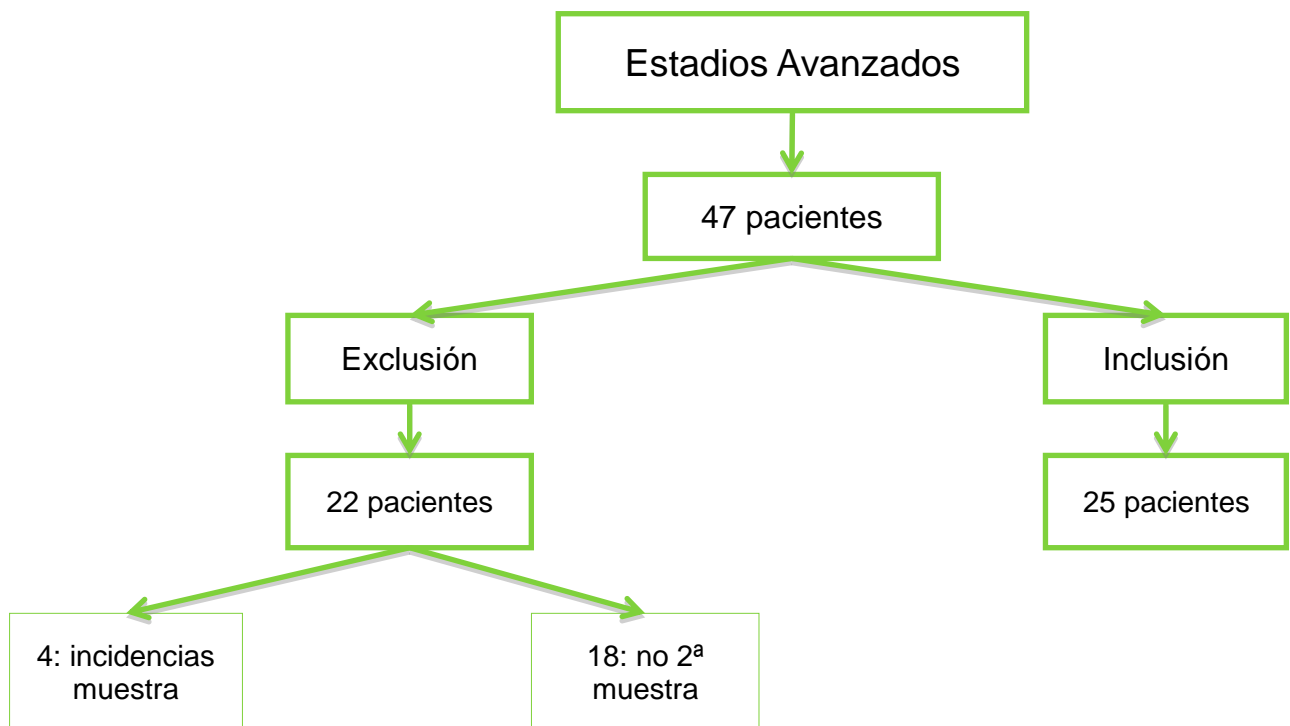 Estadios Avanzados
47 pacientes
Exclusión
Inclusión
22 pacientes
25 pacientes
4: incidencias
muestra
18: no 2ª
muestra